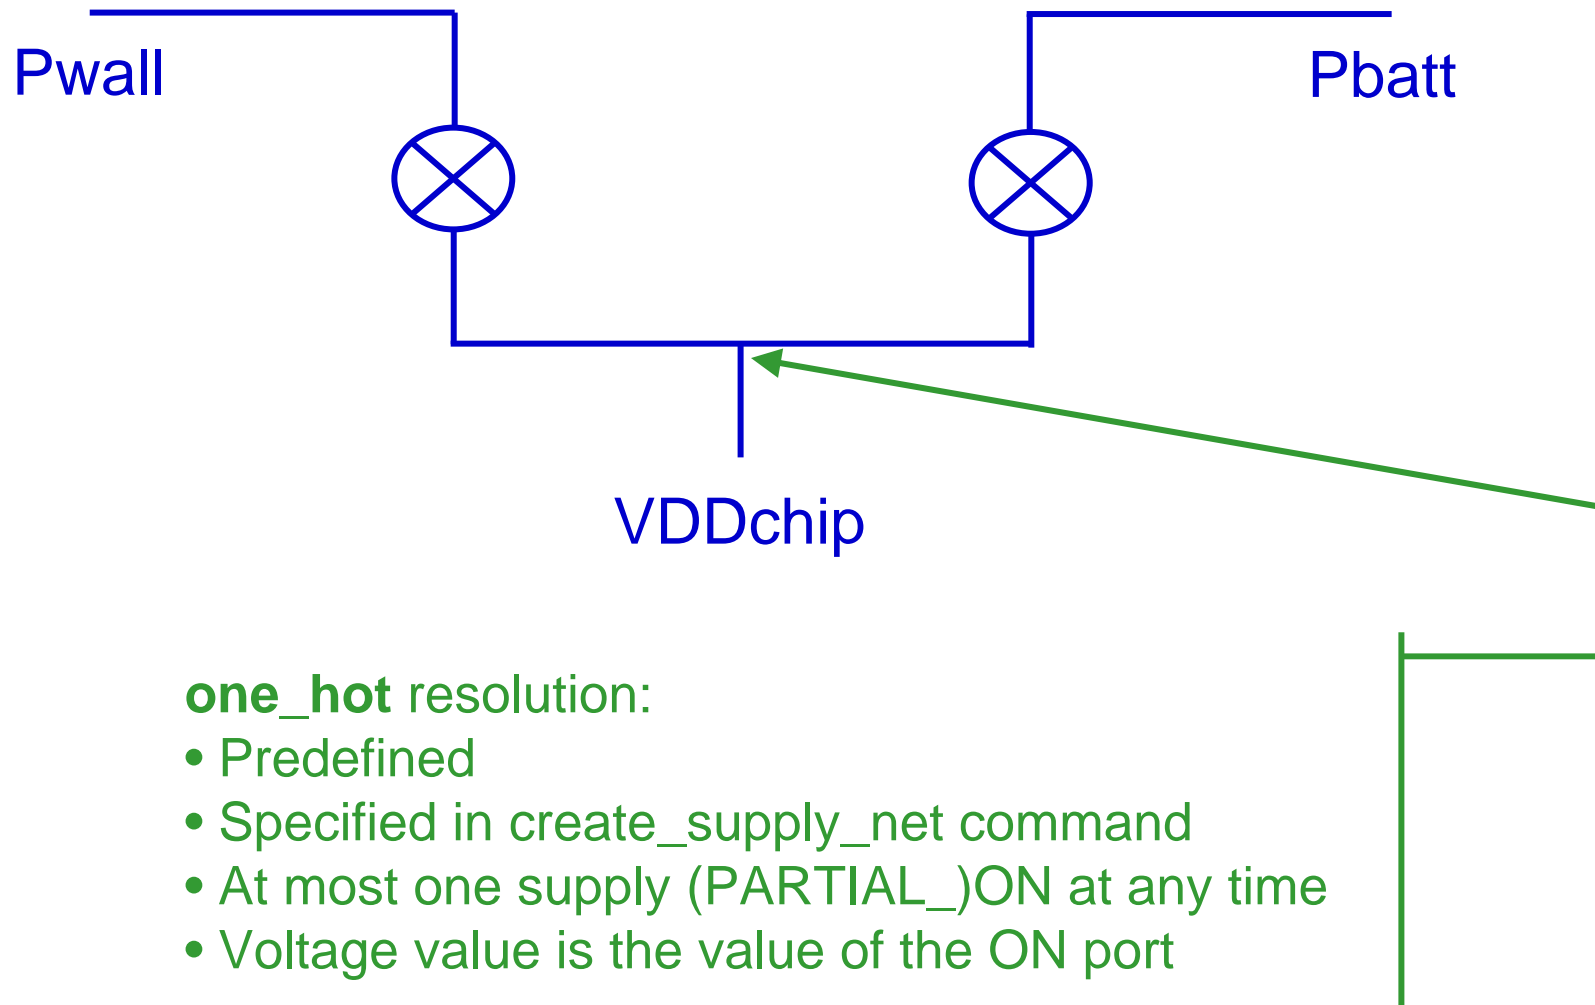 Pwall
Pbatt
VDDchip
one_hot resolution:
• Predefined
• Specified in create_supply_net command
• At most one supply (PARTIAL_)ON at any time
• Voltage value is the value of the ON port